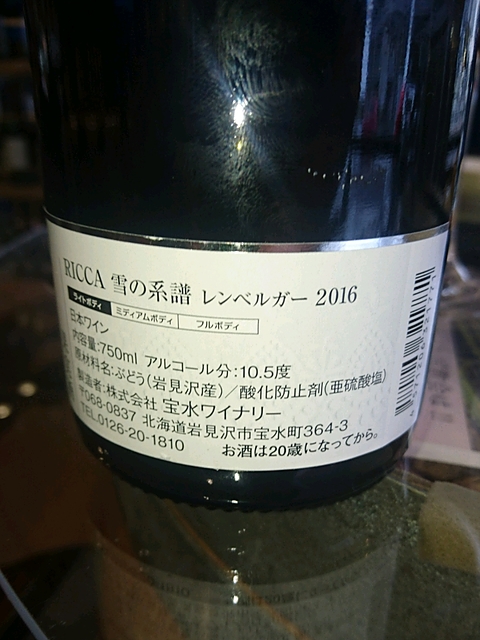 RICCA 雪の系譜 レンベルガー 2016
ライトボディ ミディアムボディ フルボディ
日本ワイン
内容量:750ml アルコール分:10.5度
原材料名:ぶどう(岩見沢産)／酸化防止剤(亜硫酸塩)
製造者:株式会社 宝水ワイナリー
〒068-0837 北海道岩見沢市宝水町364-3
TEL.0126-20-1810
お酒は20歳になってから。